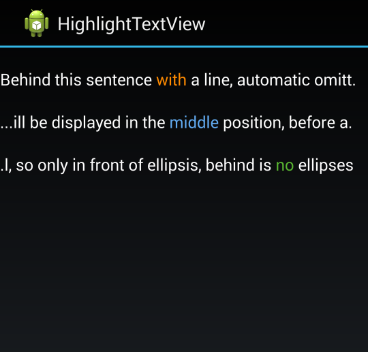 HighlightTextView
Behind this sentence with a line, automatic omitt.
...ill be displayed in the middle position, before a.
.l, so only in front of ellipsis, behind is no ellipses